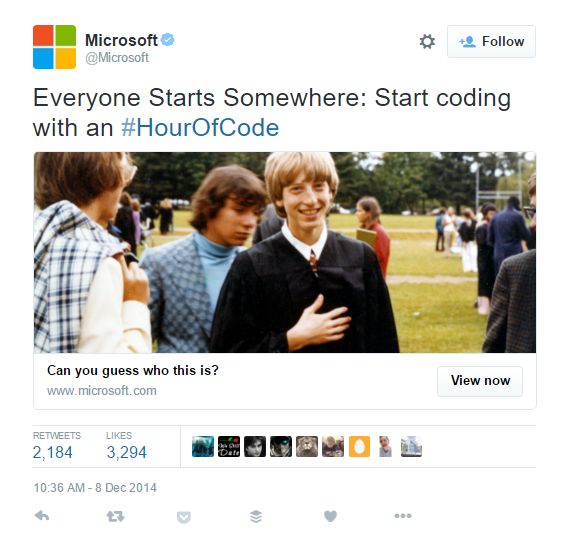 Microsoft
Follow
@Microsoft
Everyone Starts Somewhere: Start coding
with an #HourOfCode
Can you guess who this is?
www.microsoft.com
View now
RETWEETS
LIKES
2,184
3,294
10:36 AM - 8 Dec 2014